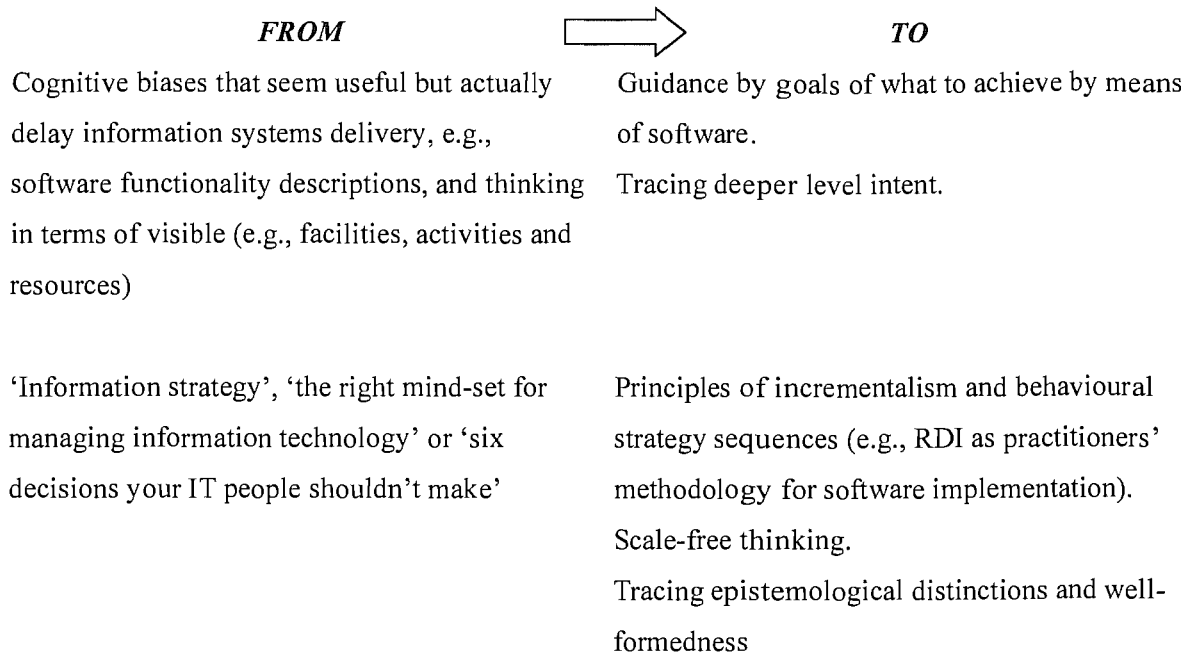 FROM
TO
Cognitive biases that seem useful but actually
delay information systems delivery, e.g.,
software functionality descriptions, and thinking
in terms of visible (e.g., facilities, activities and
resources)
Guidance by goals of what to achieve by means
of software.
Tracing deeper level intent.
‘Information strategy’, ‘the right mind-set for
managing information technology’ or ‘six
decisions your IT people shouldn’t make’
Principles of incrementalism and behavioural
strategy sequences (e.g., RDI as practitioners’
methodology for software implementation).
Scale-free thinking.
Tracing epistemological distinctions and well-
formedness